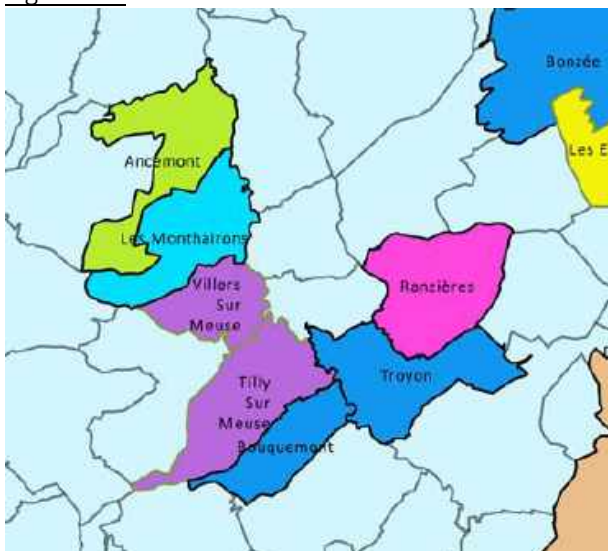 Bonzée
Les E
Ancemont
Les Monthairons
Villers
Sur
Meuse
Ranzières
Troyon
Tilly
Sur
Meuse
Bouquemont